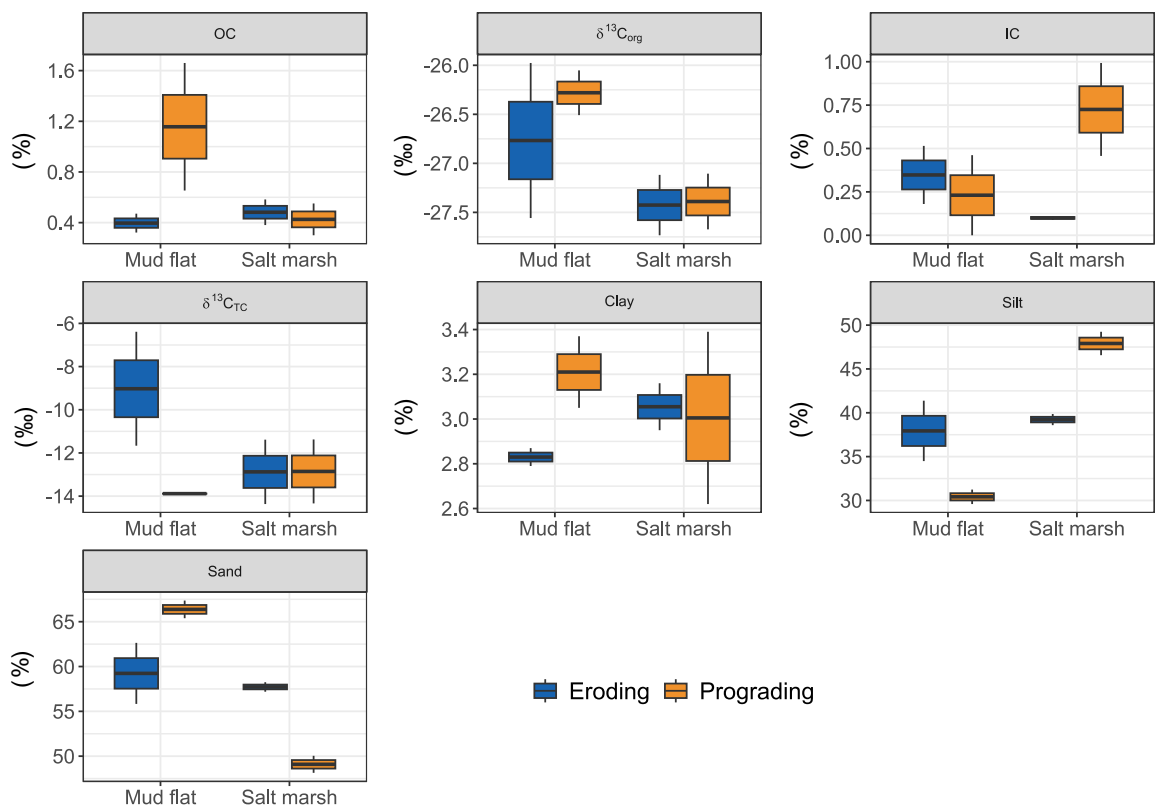 OC
(%)
1.6
1.2
0.8
0.4
Mud flat Salt marsh
δ¹³Corg
(‰)
-26.0
-26.5
-27.0
-27.5
Mud flat Salt marsh
IC
(%)
1.00
0.75
0.50
0.25
0.00
Mud flat Salt marsh
δ¹³CTC
(‰)
-6
-8
-9
-10
-12
-14
Mud flat Salt marsh
Clay
(%)
3.4
3.2
3.0
2.8
2.6
Mud flat Salt marsh
Silt
(%)
50
45
40
35
30
Mud flat Salt marsh
Sand
(%)
65
60
55
50
Mud flat Salt marsh
Eroding Prograding